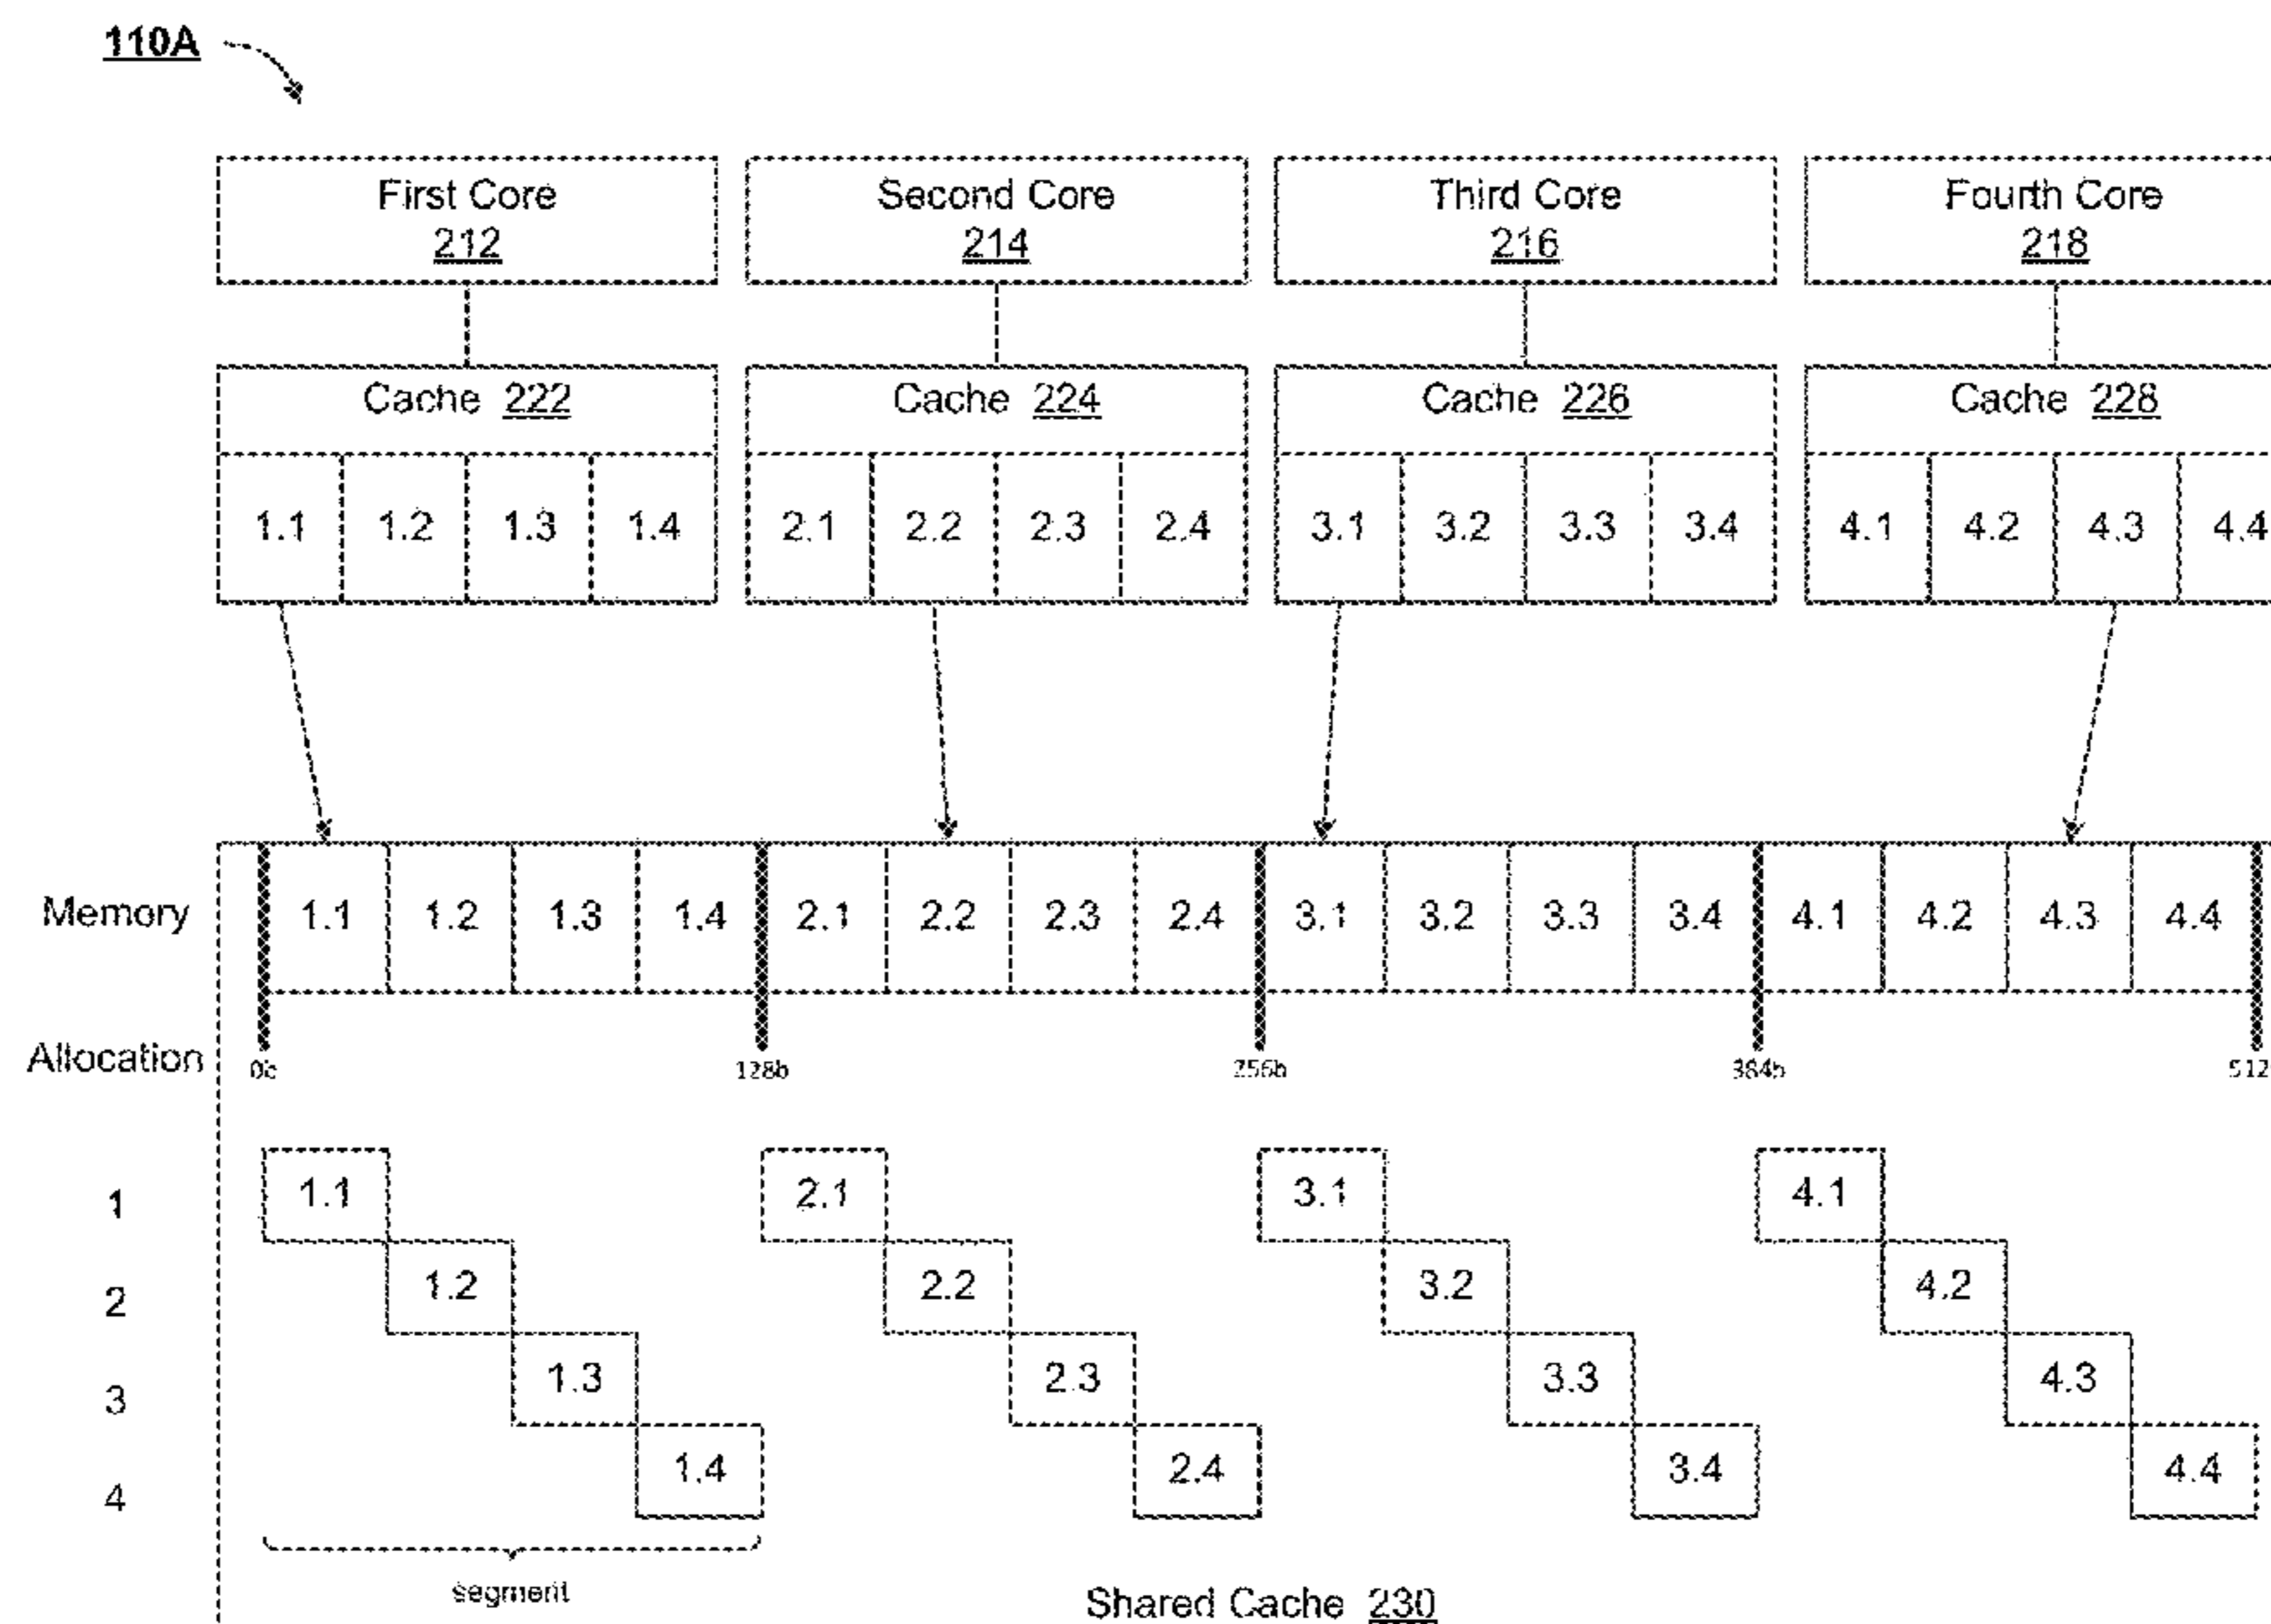 110A
First Core Second Core Third Core Fourth Core
212 214 216 218
Cache 222 Cache 224 Cache 226 Cache 228
1.1 1.2 1.3 1.4 2.1 2.2 2.3 2.4 3.1 3.2 3.3 3.4 4.1 4.2 4.3 4.4
Memory 1.1 1.2 1.3 1.4 2.1 2.2 2.3 2.4 3.1 3.2 3.3 3.4 4.1 4.2 4.3 4.4
Allocation 0b 128b 256b 384b 512
1 1.1 2.1 3.1 4.1
2 1.2 2.2 3.2 4.2
3 1.3 2.3 3.3 4.3
4 1.4 2.4 3.4 4.4
segment
Shared Cache 230